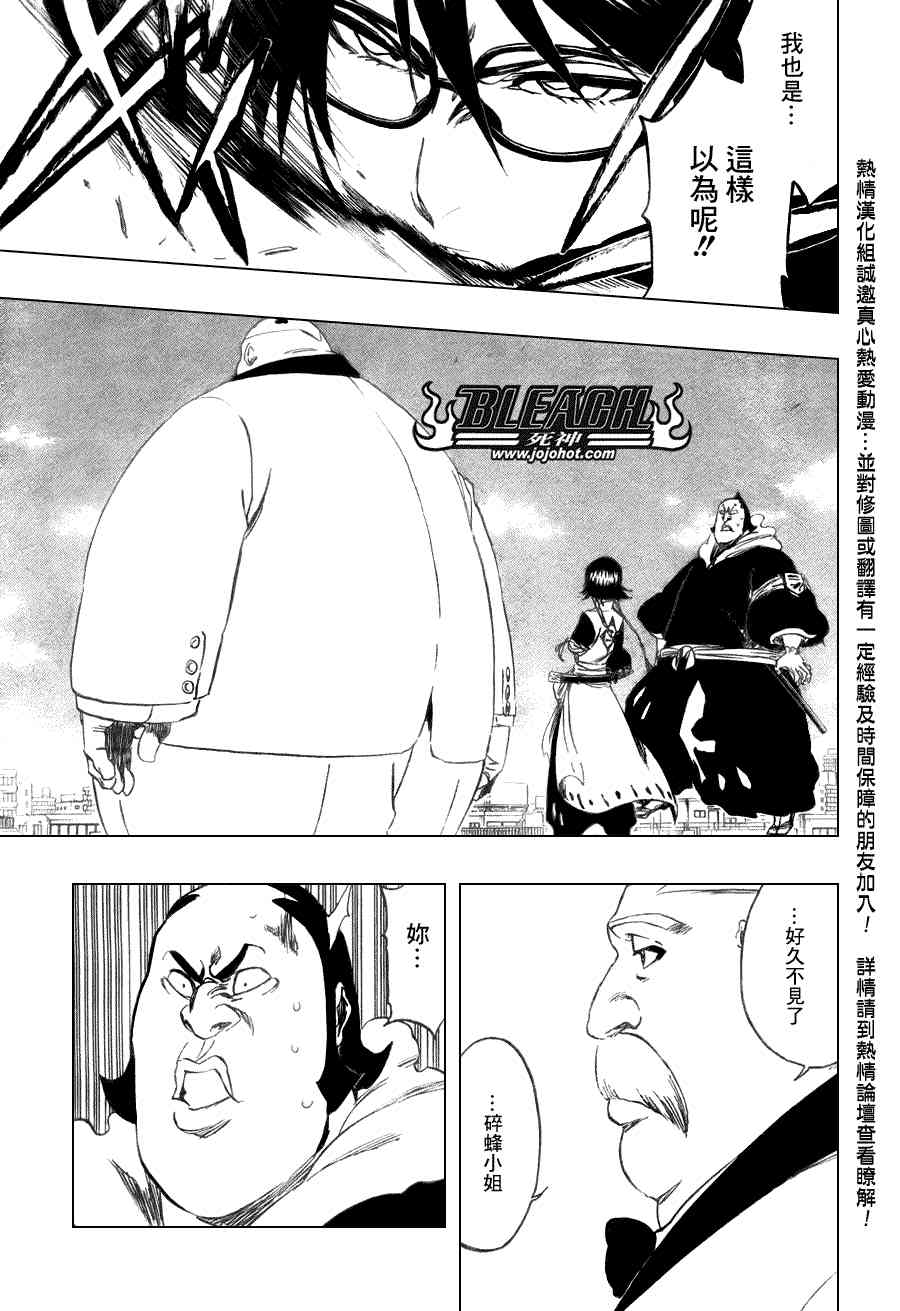 我也是…
這樣
以為呢!!
BLEACH
死神
www.jojohot.com
…好久不見了
…碎蜂小姐
妳…
熱情漢化組誠邀真心熱愛動漫…並對修圖或翻譯有一定經驗及時間保障的朋友加入！ 詳情請到熱情論壇查看瞭解！